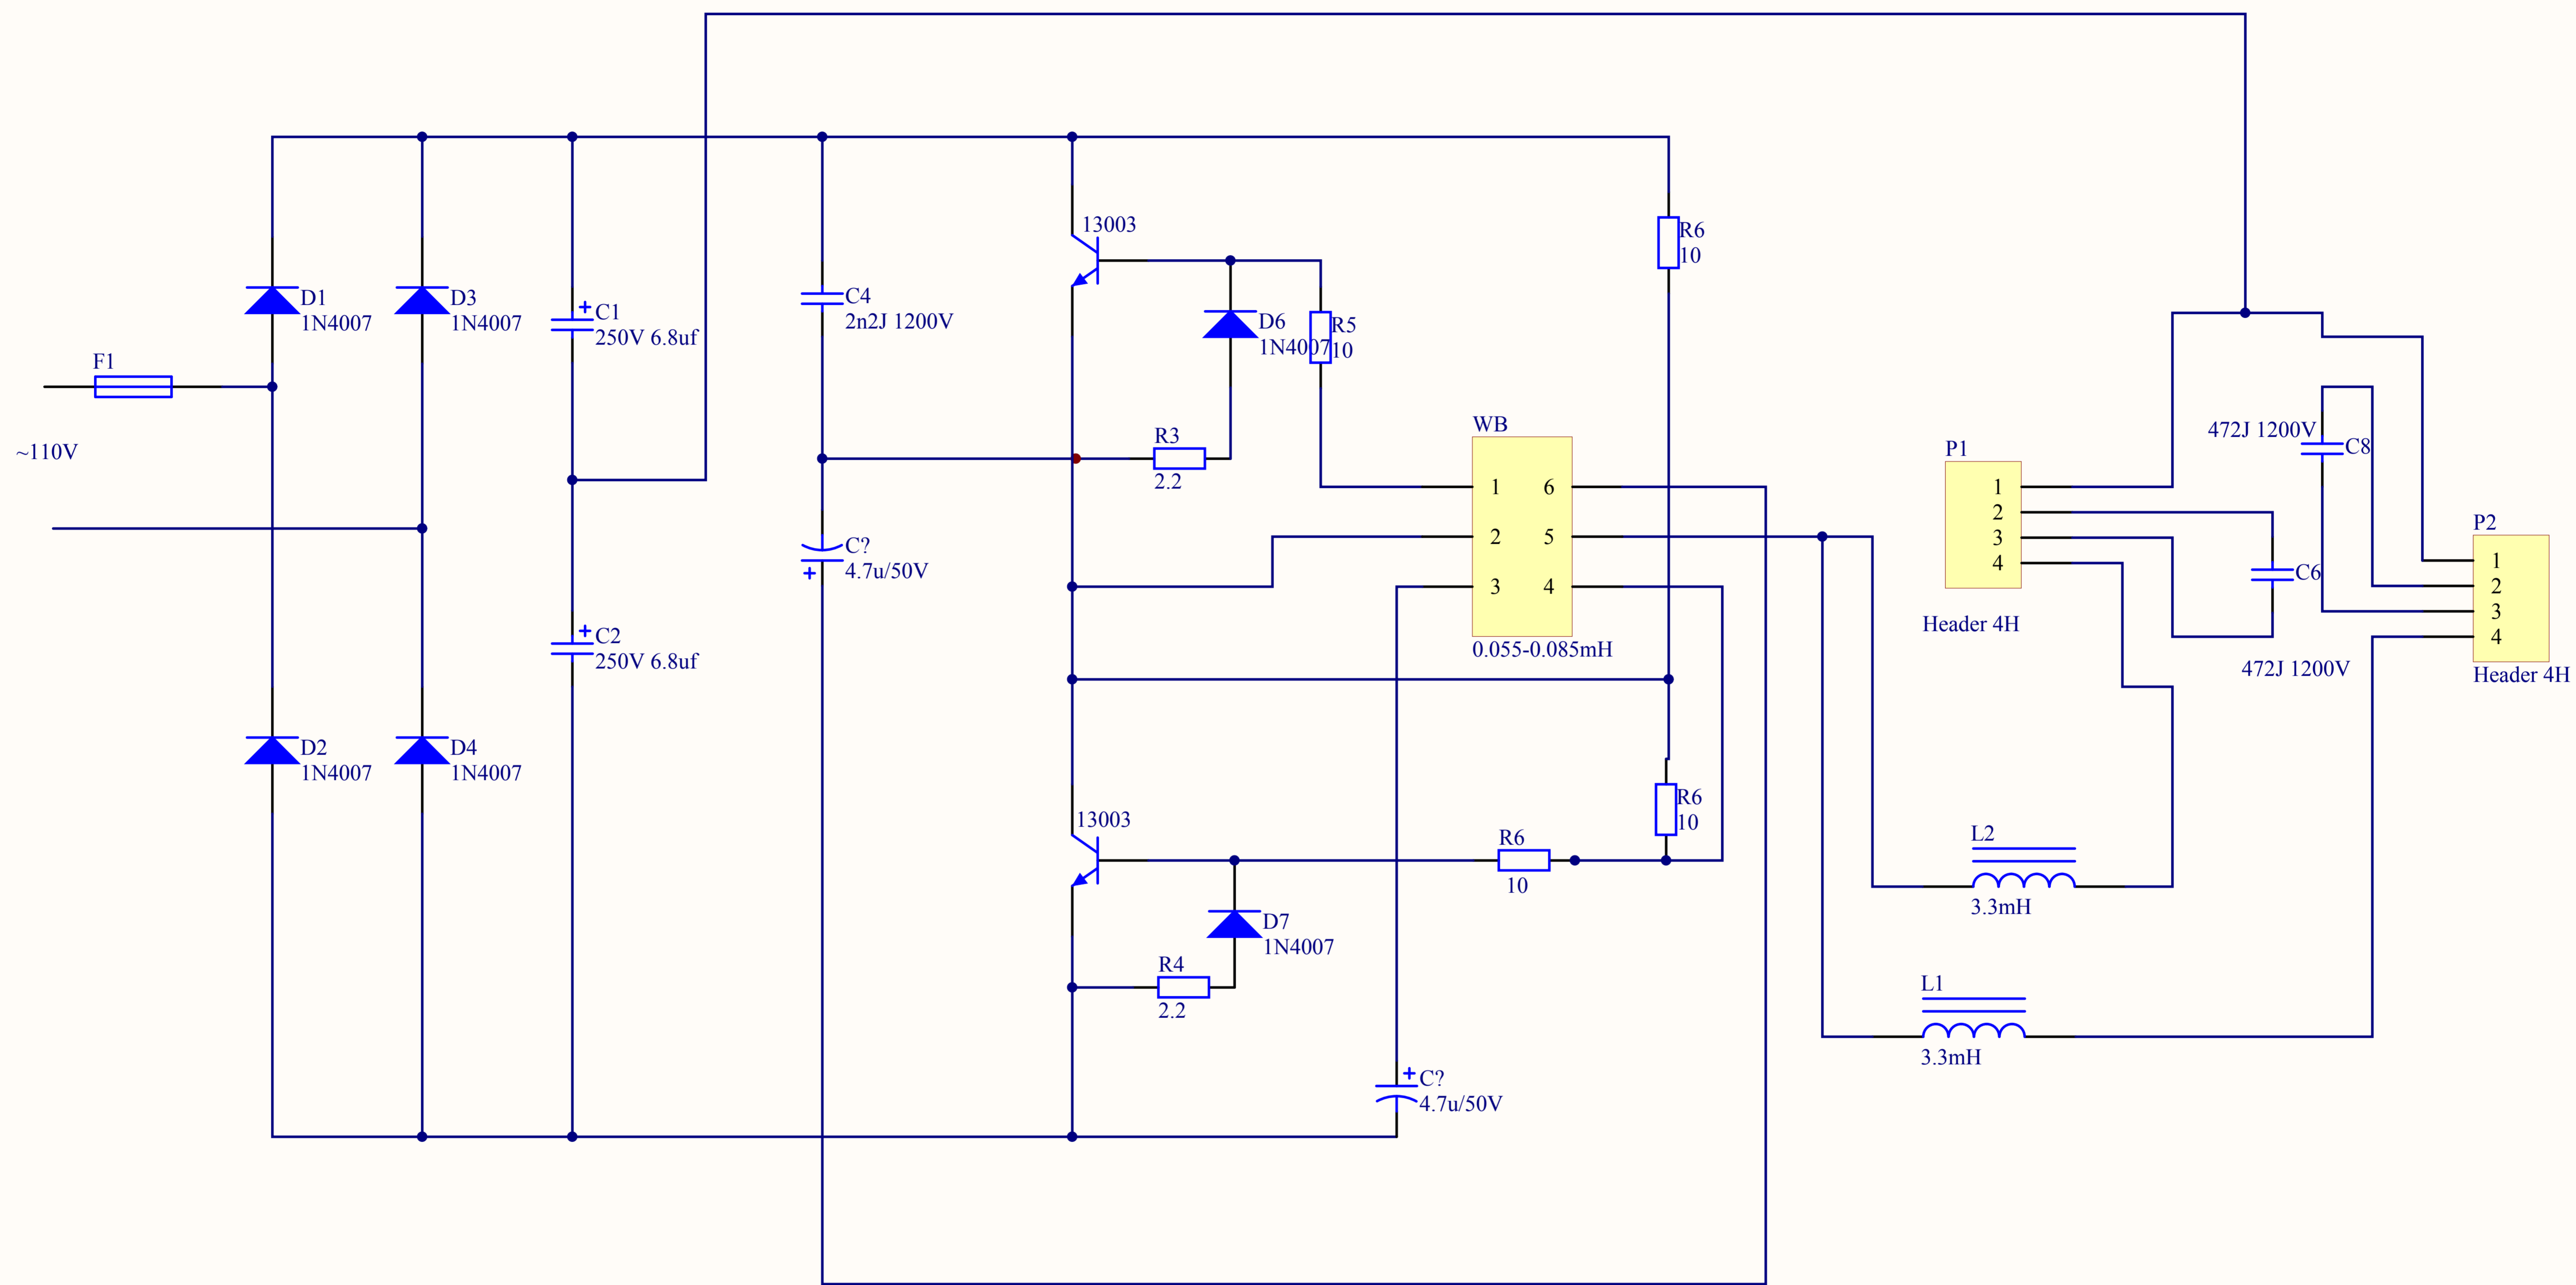 F1
~110V
D1
1N4007
D3
1N4007
C1
250V 6.8uf
C4
2n2J 1200V
13003
D6
1N4007
R5
10
R6
10
R3
2.2
WB
1
6
2
5
3
4
0.055-0.085mH
C?
4.7u/50V
C2
250V 6.8uf
D2
1N4007
D4
1N4007
13003
R6
10
R6
10
D7
1N4007
R4
2.2
C?
4.7u/50V
P1
1
2
3
4
Header 4H
472J 1200V
C8
C6
472J 1200V
P2
1
2
3
4
Header 4H
L2
3.3mH
L1
3.3mH